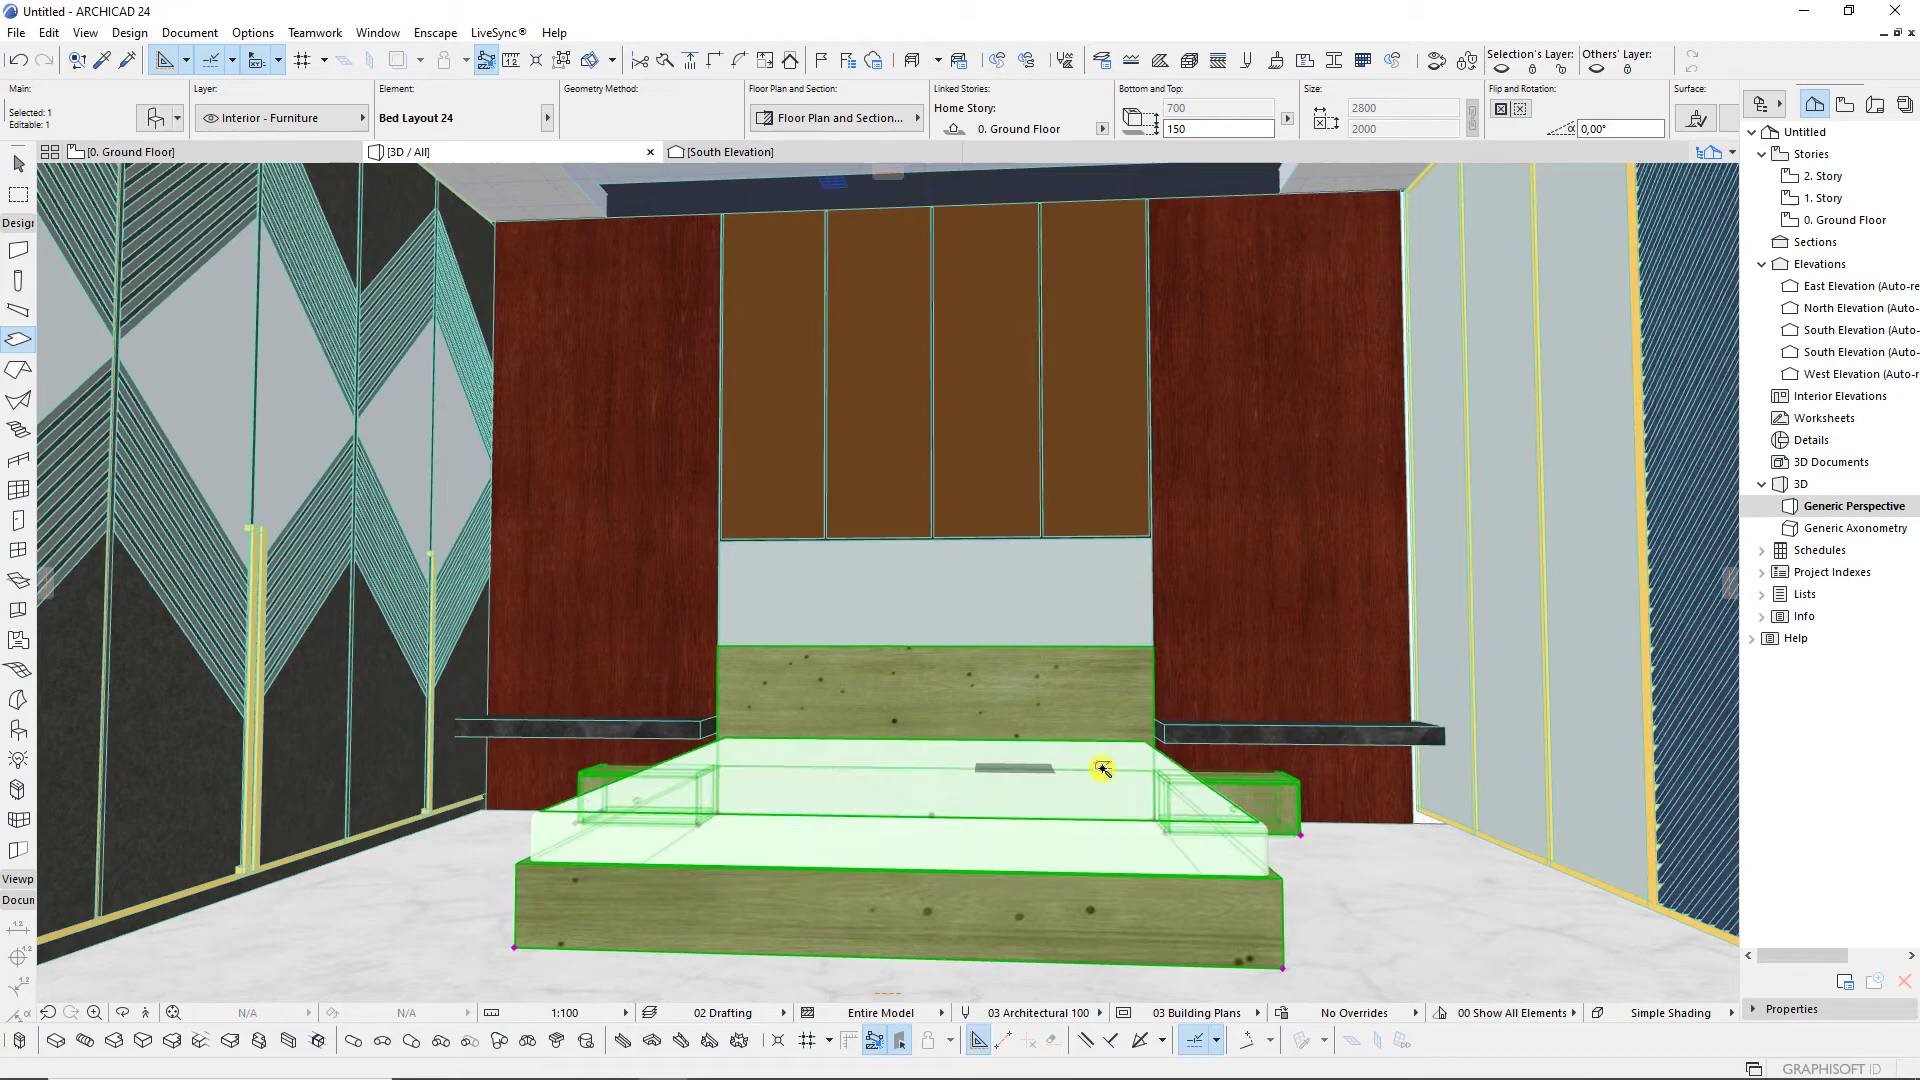 Untitled - ARCHICAD 24
File Edit View Design Document Options Teamwork Window Enscape LiveSync® Help
Selection's Layer: Others' Layer:
Main: Layer: Element: Geometry Method: Floor Plan and Section: Linked Stories: Bottom and Top: Size: Flip and Rotation: Surface:
Selected: 1
Editable: 1
Interior - Furniture
Bed Layout 24
Floor Plan and Section...
Home Story:
0. Ground Floor
700
150
2800
2000
0,00°
[0. Ground Floor]
[3D / All]
[South Elevation]
Untitled
Stories
2. Story
1. Story
0. Ground Floor
Sections
Elevations
East Elevation (Auto-re
North Elevation (Auto-
South Elevation (Auto-
South Elevation (Auto-
West Elevation (Auto-r
Interior Elevations
Worksheets
Details
3D Documents
3D
Generic Perspective
Generic Axonometry
Schedules
Project Indexes
Lists
Info
Help
Properties
Design
Viewp
Docum
N/A N/A 1:100 02 Drafting Entire Model 03 Architectural 100 03 Building Plans No Overrides 00 Show All Elements Simple Shading
GRAPHISOFT ID